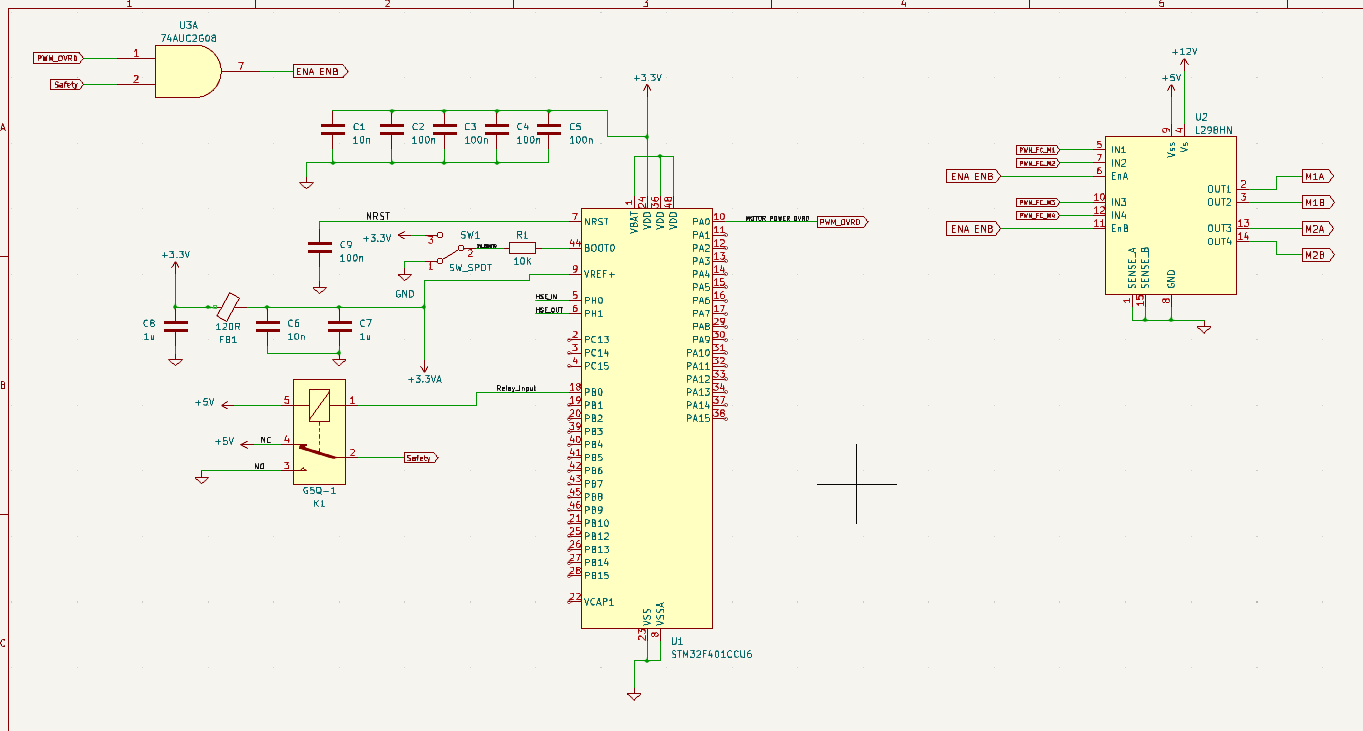 1
2
3
4
5
A
B
C
U3A
74AUC2G08
PWM_OVRD
1
Safety
2
7
ENA ENB
+3.3V
C1
10n
C2
100n
C3
100n
C4
100n
C5
100n
NRST
C9
100n
+3.3V
3
SW1
2
1
SW_SPDT
R1
10K
GND
+3.3V
C8
1u
120R
FB1
C6
10n
C7
1u
+3.3VA
HSE_IN
HSE_OUT
+5V
5
1
Relay_Input
+5V
NC
4
2
Safety
NO
3
G5Q-1
K1
1
24
36
48
VBAT
VDD
VDD
VDD
7
NRST
44
BOOT0
9
VREF+
5
PH0
6
PH1
2
PC13
3
PC14
4
PC15
18
PB0
19
PB1
20
PB2
39
PB3
40
PB4
41
PB5
42
PB6
43
PB7
45
PB8
46
PB9
21
PB10
25
PB12
26
PB13
27
PB14
28
PB15
22
VCAP1
PA0
10
PA1
11
PA2
12
PA3
13
PA4
14
PA5
15
PA6
16
PA7
17
PA8
29
PA9
30
PA10
31
PA11
32
PA12
33
PA13
34
PA14
37
PA15
38
MOTOR_POWER_OVRD
PWM_OVRD
VSS
VSSA
23
8
U1
STM32F401CCU6
+12V
+5V
U2
L298HN
9
4
Vss
Vs
PWM_FC_M1
5
IN1
PWM_FC_M2
7
IN2
ENA ENB
6
EnA
PWM_FC_M3
10
IN3
PWM_FC_M4
12
IN4
ENA ENB
11
EnB
OUT1
2
M1A
OUT2
3
M1B
OUT3
13
M2A
OUT4
14
M2B
SENSE_A
SENSE_B
GND
1
15
8